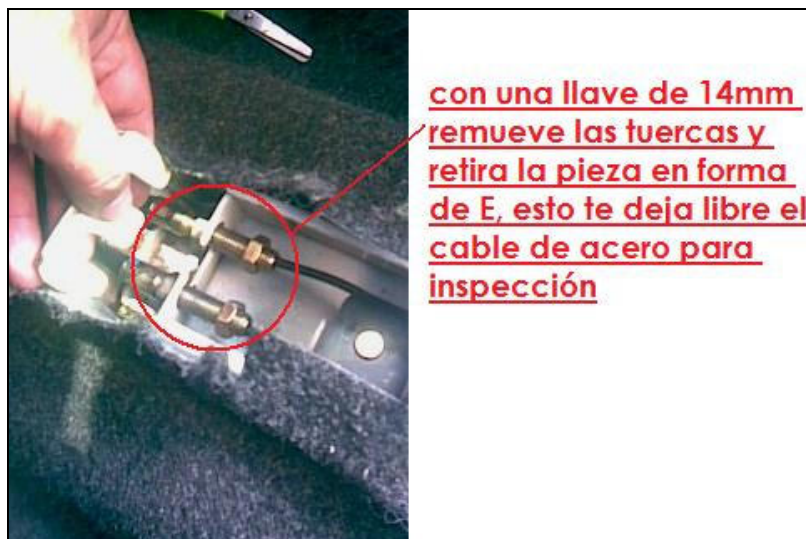 con una llave de 14mm
remueve las tuercas y
retira la pieza en forma
de E, esto te deja libre el
cable de acero para
inspección